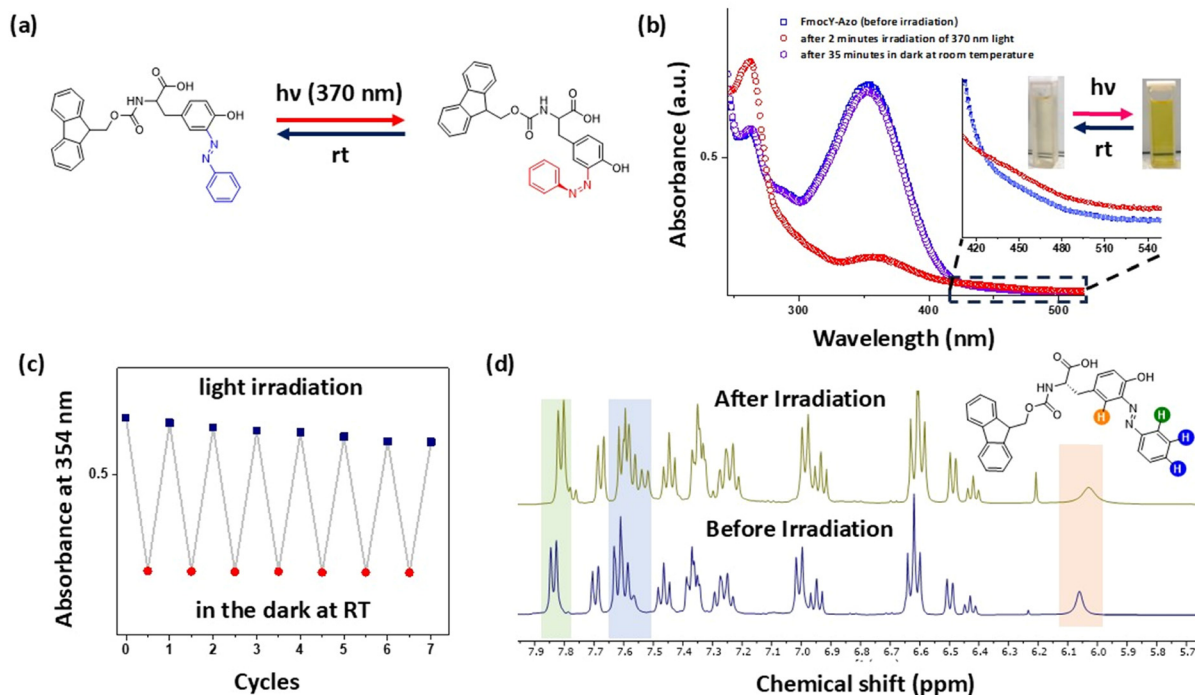 (a)
O
OH
HN
O
O
OH
N
N
hν (370 nm)
rt
O
OH
HN
O
O
OH
N
N
(b)
FmocY-Azo (before irradiation)
after 2 minutes irradiation of 370 nm light
after 35 minutes in dark at room temperature
Absorbance (a.u.)
0.5
hν
rt
420 450 480 510 540
300 400 500
Wavelength (nm)
(c)
light irradiation
Absorbance at 354 nm
0.5
in the dark at RT
0 1 2 3 4 5 6 7
Cycles
(d)
After Irradiation
Before Irradiation
O
OH
HN
O
O
OH
N
N
H
H
H
H
7.9 7.8 7.7 7.6 7.5 7.4 7.3 7.2 7.1 7.0 6.9 6.8 6.7 6.6 6.5 6.4 6.3 6.2 6.1 6.0 5.9 5.8 5.7
Chemical shift (ppm)